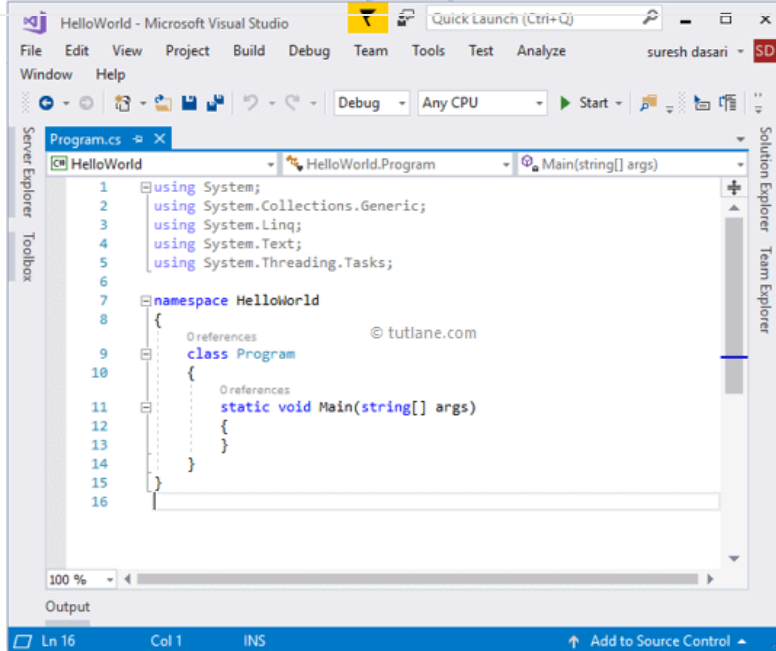 HelloWorld - Microsoft Visual Studio
Quick Launch (Ctrl+Q)
File Edit View Project Build Debug Team Tools Test Analyze suresh dasari SD
Window Help
Debug Any CPU Start
Server Explorer
Toolbox
Program.cs
C# HelloWorld HelloWorld.Program Main(string[] args)
1 using System;
2 using System.Collections.Generic;
3 using System.Linq;
4 using System.Text;
5 using System.Threading.Tasks;
6
7 namespace HelloWorld
8 {
© tutlane.com
0 references
9 class Program
10 {
0 references
11 static void Main(string[] args)
12 {
13 }
14 }
15 }
16
Solution Explorer
Team Explorer
100 %
Output
Ln 16 Col 1 INS Add to Source Control